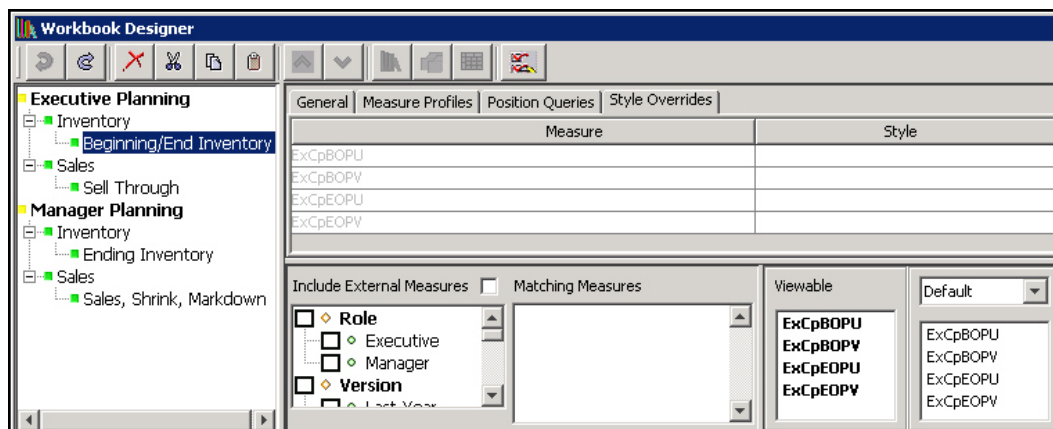 Workbook Designer
Executive Planning
Inventory
Beginning/End Inventory
Sales
Sell Through
Manager Planning
Inventory
Ending Inventory
Sales
Sales, Shrink, Markdown
General Measure Profiles Position Queries Style Overrides
Measure Style
ExCpBOPU
ExCpBOPV
ExCpEOPU
ExCpEOPV
Include External Measures
Role
Executive
Manager
Version
Last Year
Matching Measures
Viewable
ExCpBOPU
ExCpBOPV
ExCpEOPU
ExCpEOPV
Default
ExCpBOPU
ExCpBOPV
ExCpEOPU
ExCpEOPV